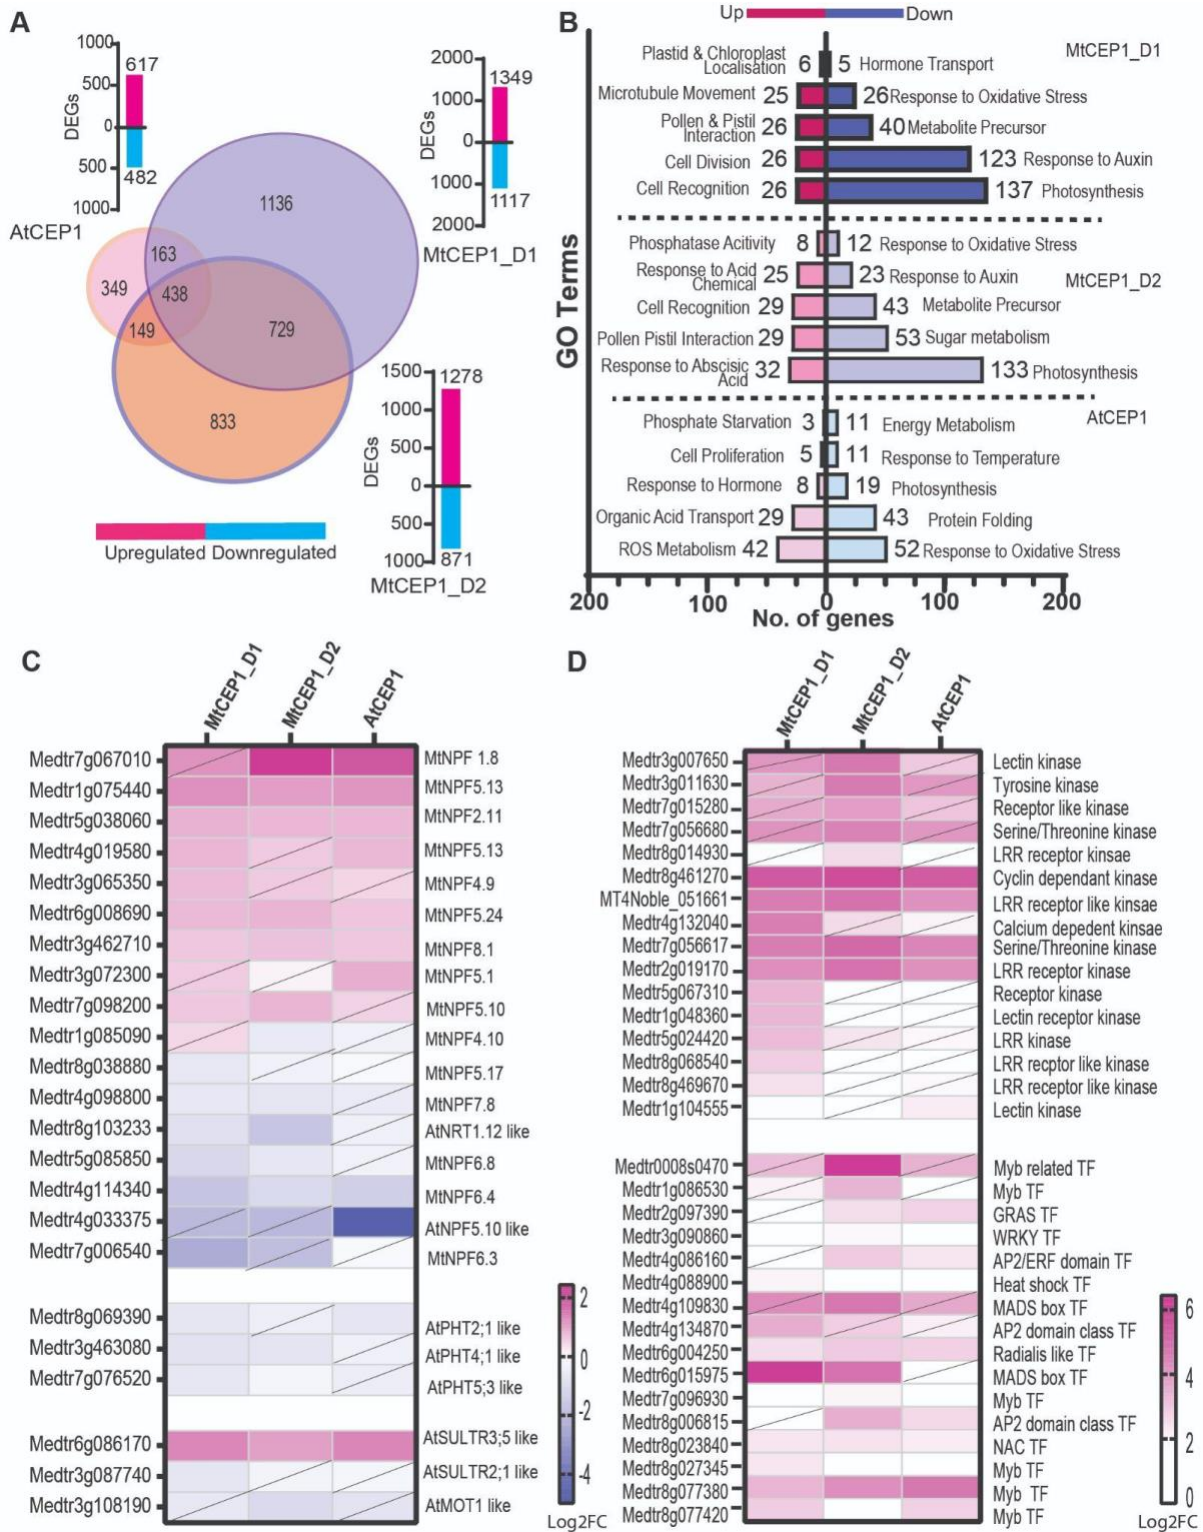 A
1000
500
0
500
1000
DEGs
617
482
AtCEP1
2000
1000
0
1000
2000
DEGs
1349
1117
MtCEP1_D1
1136
163
349
438
149
729
833
1500
1000
500
0
500
1000
DEGs
1278
871
MtCEP1_D2
Upregulated Downregulated
B
Up Down
GO Terms
MtCEP1_D1
Plastid & Chloroplast
Localisation 6 5 Hormone Transport
Microtubule Movement 25 26 Response to Oxidative Stress
Pollen & Pistil
Interaction 26 40 Metabolite Precursor
Cell Division 26 123 Response to Auxin
Cell Recognition 26 137 Photosynthesis
MtCEP1_D2
Phosphatase Acitivity 8 12 Response to Oxidative Stress
Response to Acid
Chemical 25 23 Response to Auxin
Cell Recognition 29 43 Metabolite Precursor
Pollen Pistil Interaction 29 53 Sugar metabolism
Response to Abscisic
Acid 32 133 Photosynthesis
AtCEP1
Phosphate Starvation 3 11 Energy Metabolism
Cell Proliferation 5 11 Response to Temperature
Response to Hormone 8 19 Photosynthesis
Organic Acid Transport 29 43 Protein Folding
ROS Metabolism 42 52 Response to Oxidative Stress
200 100 0 100 200
No. of genes
C
MtCEP1_D1 MtCEP1_D2 AtCEP1
Medtr7g067010 MtNPF 1.8
Medtr1g075440 MtNPF5.13
Medtr5g038060 MtNPF2.11
Medtr4g019580 MtNPF5.13
Medtr3g065350 MtNPF4.9
Medtr6g008690 MtNPF5.24
Medtr3g462710 MtNPF8.1
Medtr3g072300 MtNPF5.1
Medtr7g098200 MtNPF5.10
Medtr1g085090 MtNPF4.10
Medtr8g038880 MtNPF5.17
Medtr4g098800 MtNPF7.8
Medtr8g103233 AtNRT1.12 like
Medtr5g085850 MtNPF6.8
Medtr4g114340 MtNPF6.4
Medtr4g033375 AtNPF5.10 like
Medtr7g006540 MtNPF6.3
Medtr8g069390 AtPHT2;1 like
Medtr3g463080 AtPHT4;1 like
Medtr7g076520 AtPHT5;3 like
Medtr6g086170 AtSULTR3;5 like
Medtr3g087740 AtSULTR2;1 like
Medtr3g108190 AtMOT1 like
2
0
-2
-4
Log2FC
D
MtCEP1_D1 MtCEP1_D2 AtCEP1
Medtr3g007650 Lectin kinase
Medtr3g011630 Tyrosine kinase
Medtr7g015280 Receptor like kinase
Medtr7g056680 Serine/Threonine kinase
Medtr8g014930 LRR receptor kinsae
Medtr8g461270 Cyclin dependant kinase
MT4Noble_051661 LRR receptor like kinsae
Medtr4g132040 Calcium depedent kinsae
Medtr7g056617 Serine/Threonine kinase
Medtr2g019170 LRR receptor kinase
Medtr5g067310 Receptor kinase
Medtr1g048360 Lectin receptor kinase
Medtr5g024420 LRR kinase
Medtr8g068540 LRR recptor like kinase
Medtr8g469670 LRR receptor like kinase
Medtr1g104555 Lectin kinase
Medtr0008s0470 Myb related TF
Medtr1g086530 Myb TF
Medtr2g097390 GRAS TF
Medtr3g090860 WRKY TF
Medtr4g086160 AP2/ERF domain TF
Medtr4g088900 Heat shock TF
Medtr4g109830 MADS box TF
Medtr4g134870 AP2 domain class TF
Medtr6g004250 Radialis like TF
Medtr6g015975 MADS box TF
Medtr7g096930 Myb TF
Medtr8g006815 AP2 domain class TF
Medtr8g023840 NAC TF
Medtr8g027345 Myb TF
Medtr8g077380 Myb TF
Medtr8g077420 Myb TF
6
4
2
0
Log2FC